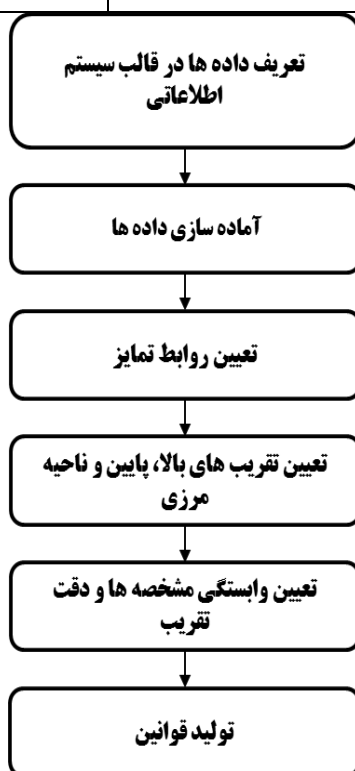 تعریف داده ها در قالب سیستم
اطلاعاتی
آماده سازی داده ها
تعیین روابط تمایز
تعیین تقریب های بالا، پایین و ناحیه
مرزی
تعیین وابستگی مشخصه ها و دقت
تقریب
تولید قوانین